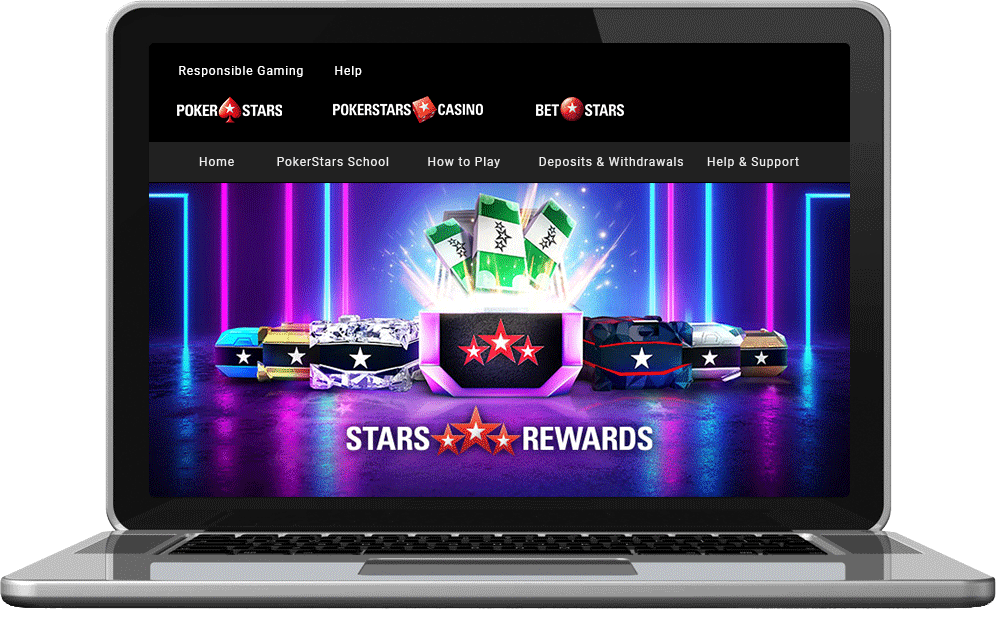 Responsible Gaming Help
POKER STARS POKERSTARS CASINO BET STARS
Home PokerStars School How to Play Deposits & Withdrawals Help & Support
STARS REWARDS